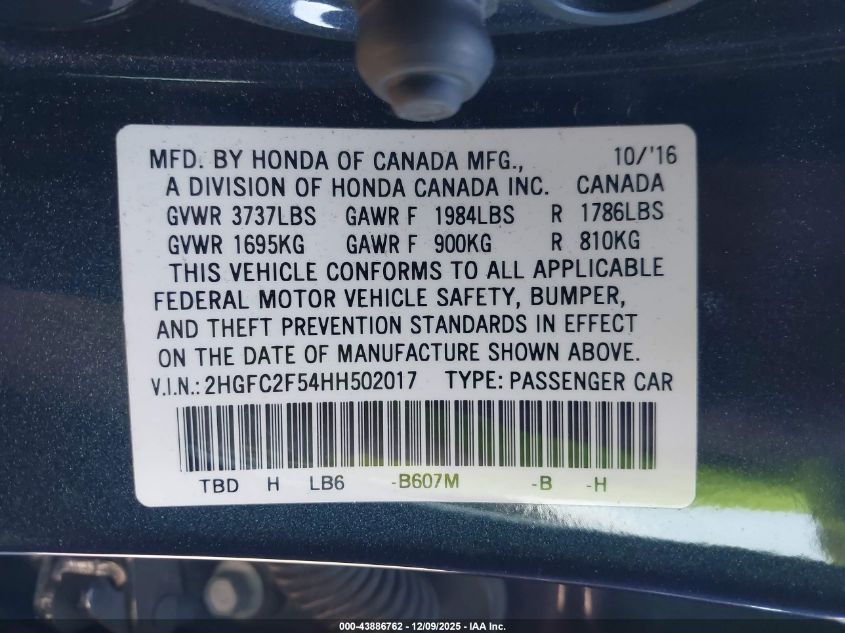 MFD. BY HONDA OF CANADA MFG., 10/'16
A DIVISION OF HONDA CANADA INC. CANADA
GVWR 3737LBS GAWR F 1984LBS R 1786LBS
GVWR 1695KG GAWR F 900KG R 810KG
THIS VEHICLE CONFORMS TO ALL APPLICABLE
FEDERAL MOTOR VEHICLE SAFETY, BUMPER,
AND THEFT PREVENTION STANDARDS IN EFFECT
ON THE DATE OF MANUFACTURE SHOWN ABOVE.
V.I.N.: 2HGFC2F54HH502017 TYPE: PASSENGER CAR
TBD H LB6 -B607M -B -H
000-43886762 - 12/09/2025 - IAA Inc.